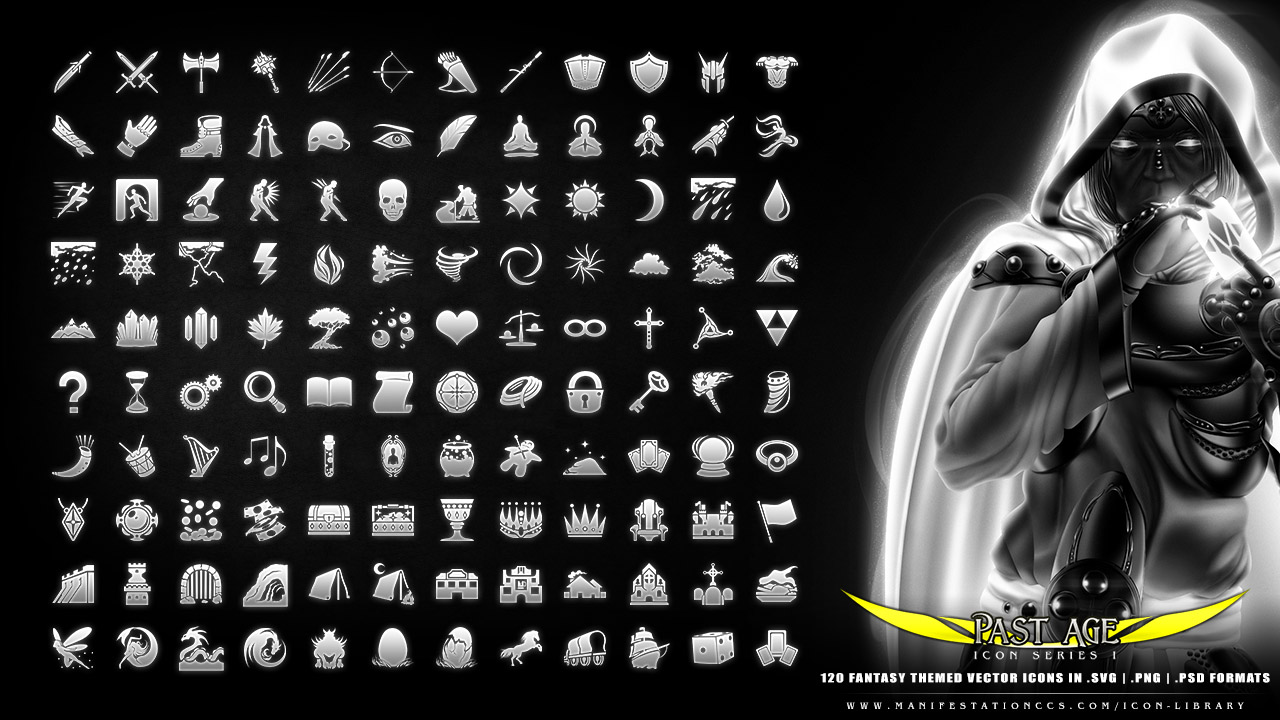 PAST AGE
ICON SERIES I
120 FANTASY THEMED VECTOR ICONS IN .SVG | .PNG | .PSD FORMATS
WWW.MANIFESTATIONCCS.COM/ICON-LIBRARY